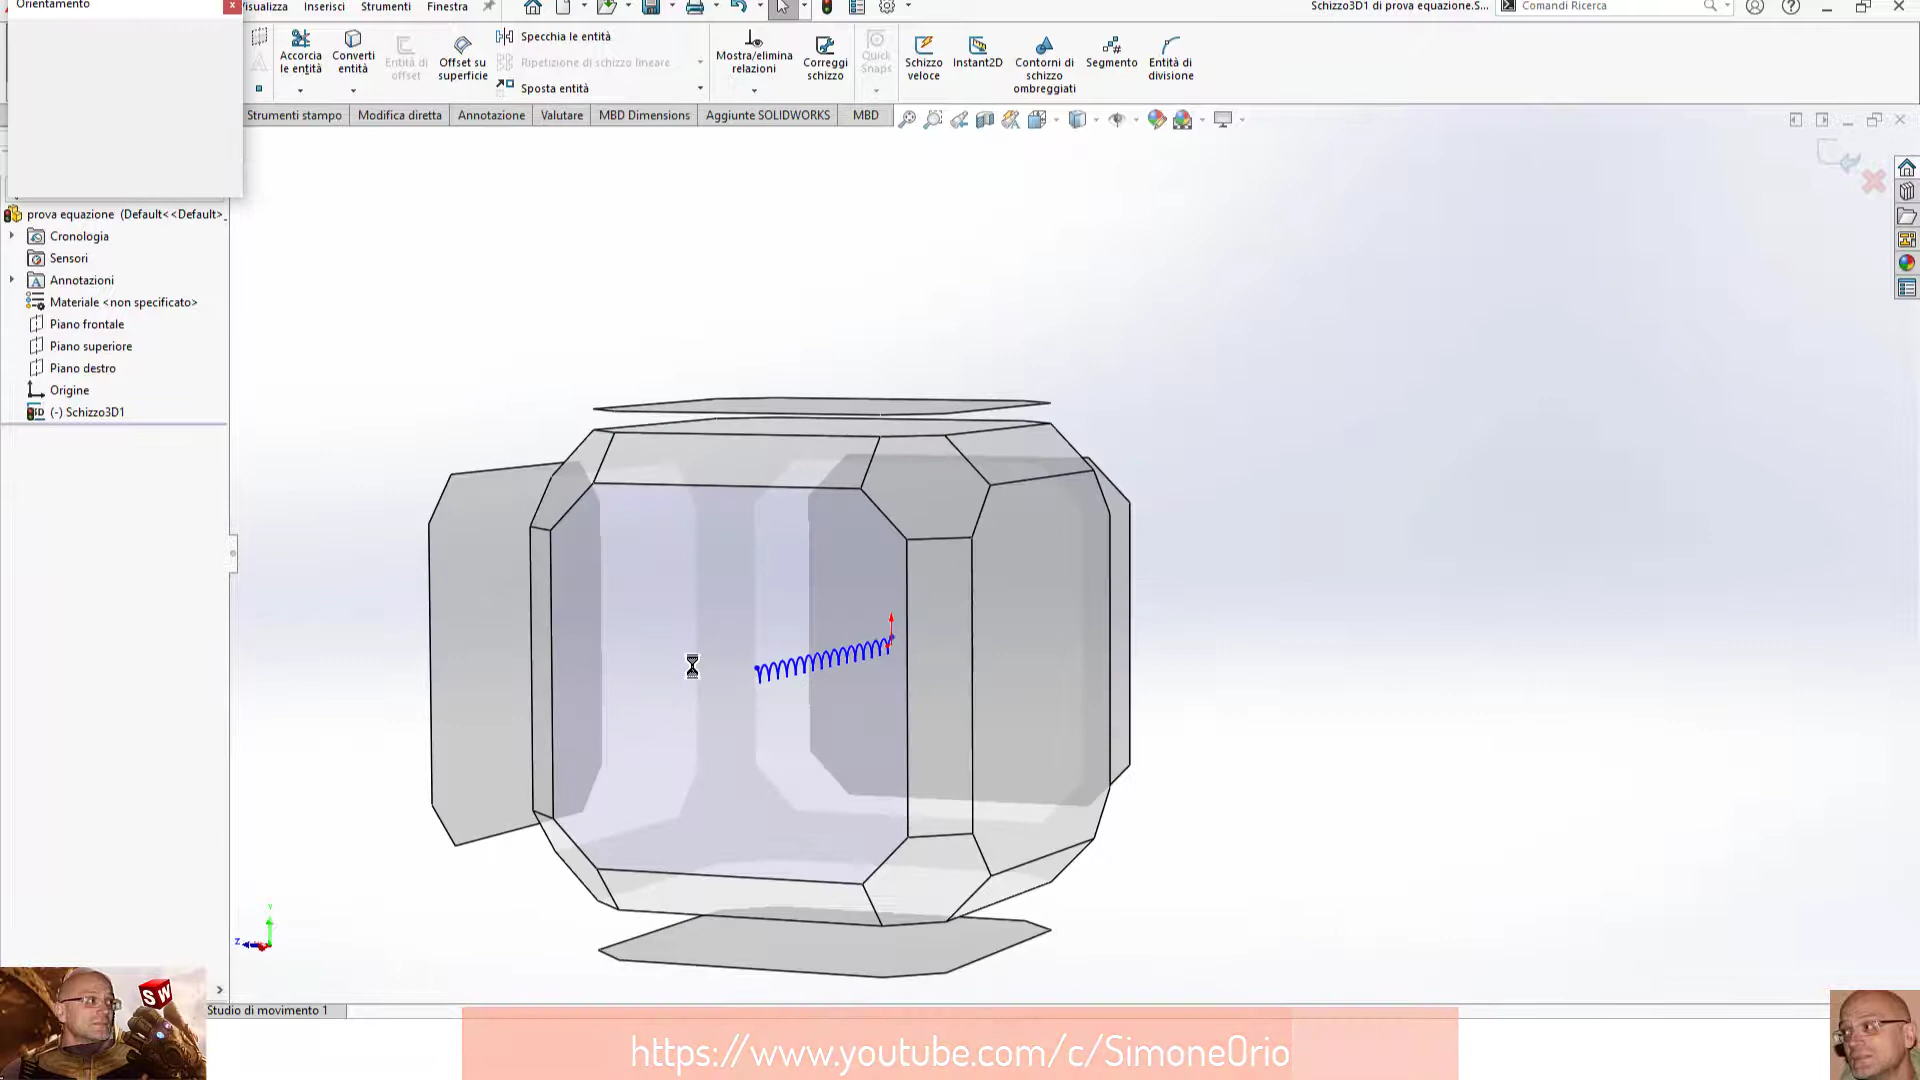 Orientamento
Visualizza
Inserisci
Strumenti
Finestra
Schizzo3D1 di prova equazione.S...
Comandi Ricerca
Accorcia
le entità
Converti
entità
Entità di
offset
Offset su
superficie
Specchia le entità
Ripetizione di schizzo lineare
Sposta entità
Mostra/elimina
relazioni
Correggi
schizzo
Quick
Snaps
Schizzo
veloce
Instant2D
Contorni di
schizzo
ombreggiati
Segmento
Entità di
divisione
Strumenti stampo
Modifica diretta
Annotazione
Valutare
MBD Dimensions
Aggiunte SOLIDWORKS
MBD
prova equazione (Default<<Default>_
Cronologia
Sensori
Annotazioni
Materiale <non specificato>
Piano frontale
Piano superiore
Piano destro
Origine
(-) Schizzo3D1
Y
Z
SW
Studio di movimento 1
https://www.youtube.com/c/SimoneOrio